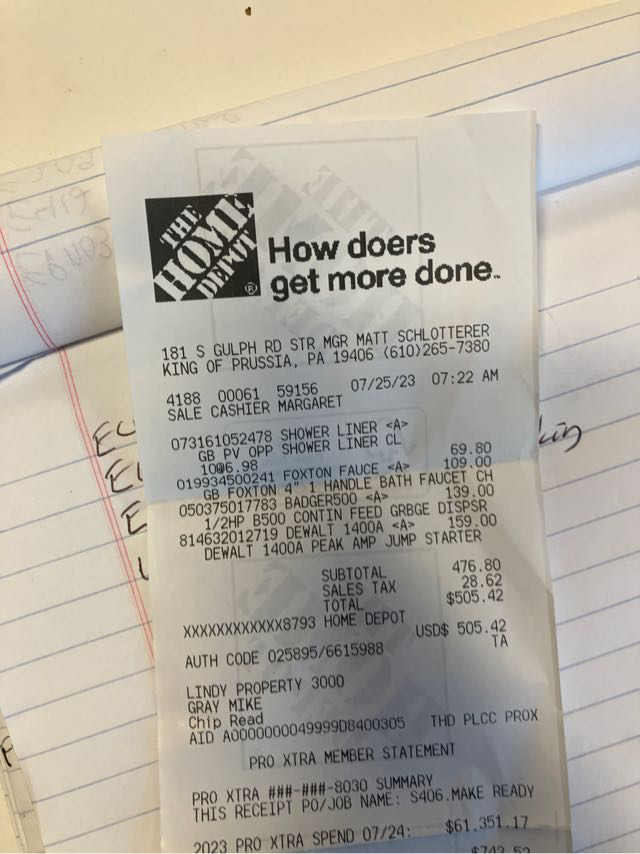 THE
HOME
DEPOT
®
How doers
get more done.™
181 S GULPH RD STR MGR MATT SCHLOTTERER
KING OF PRUSSIA, PA 19406 (610)265-7380
4188 00061 59156 07/25/23 07:22 AM
SALE CASHIER MARGARET
073161052478 SHOWER LINER <A>
GB PV OPP SHOWER LINER CL
10@6.98 69.80
019934500241 FOXTON FAUCE <A> 109.00
GB FOXTON 4" 1 HANDLE BATH FAUCET CH
050375017783 BADGER500 <A> 139.00
1/2HP B500 CONTIN FEED GRBGE DISPSR
814632012719 DEWALT 1400A <A> 159.00
DEWALT 1400A PEAK AMP JUMP STARTER
SUBTOTAL 476.80
SALES TAX 28.62
TOTAL $505.42
XXXXXXXXXXXX8793 HOME DEPOT
USD$ 505.42
AUTH CODE 025895/6615988 TA
LINDY PROPERTY 3000
GRAY MIKE
Chip Read
AID A0000000049999D8400305 THD PLCC PROX
PRO XTRA MEMBER STATEMENT
PRO XTRA ###-###-8030 SUMMARY
THIS RECEIPT PO/JOB NAME: S406.MAKE READY
2023 PRO XTRA SPEND 07/24: $61,351.17